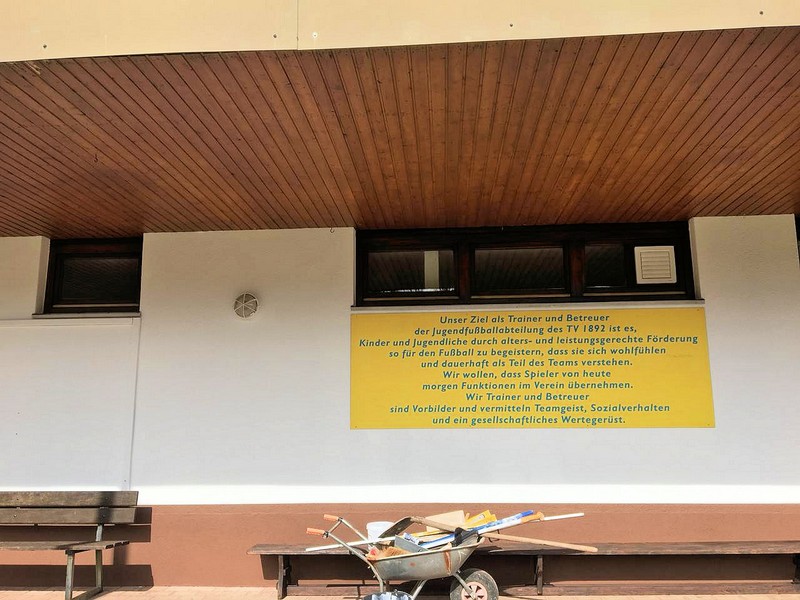 Unser Ziel als Trainer und Betreuer
der Jugendfußballabteilung des TV 1892 ist es,
Kinder und Jugendliche durch alters- und leistungsgerechte Förderung
so für den Fußball zu begeistern, dass sie sich wohlfühlen
und dauerhaft als Teil des Teams verstehen.
Wir wollen, dass Spieler von heute
morgen Funktionen im Verein übernehmen.
Wir Trainer und Betreuer
sind Vorbilder und vermitteln Teamgeist, Sozialverhalten
und ein gesellschaftliches Wertegerüst.